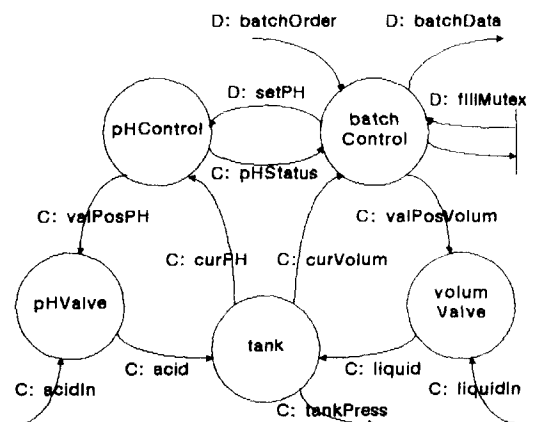 D: batchOrder
D: batchData
D: setPH
D: fillMutex
pHControl
batch
Control
C: pHStatus
C: valPosPH
C: valPosVolum
C: curPH
C: curVolum
pHValve
tank
volum
Valve
C: acid
C: liquid
C: acidIn
C: liquidIn
C: tankPress